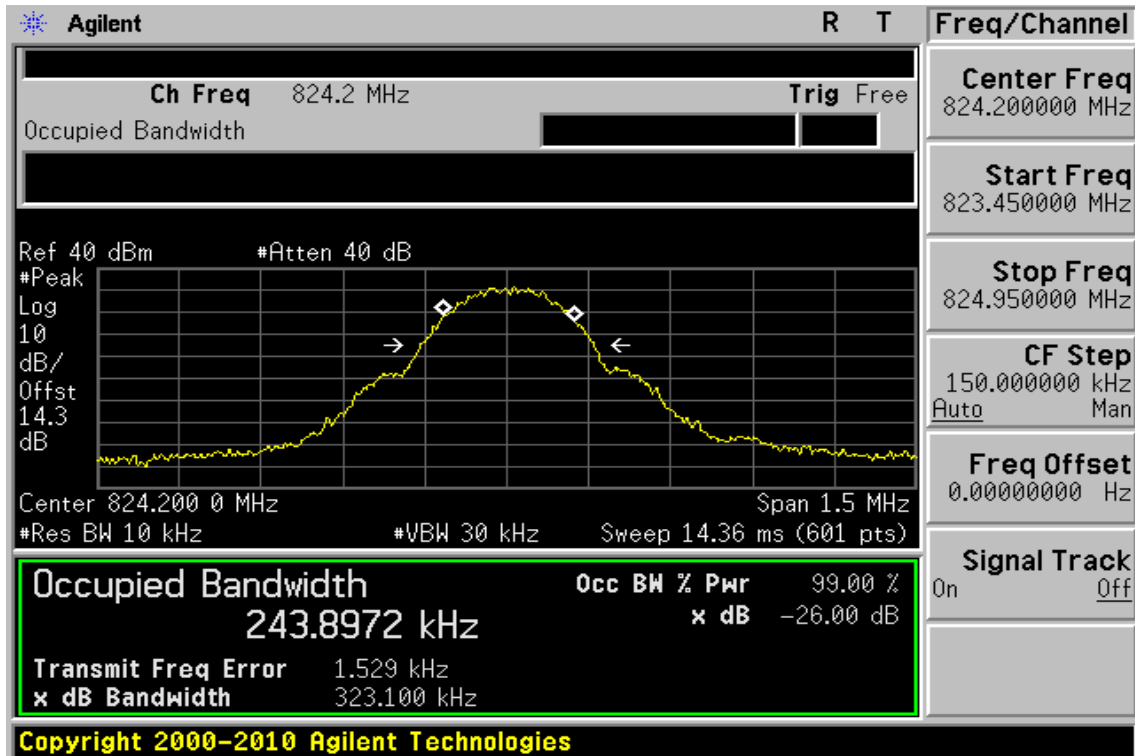 Agilent R T
Ch Freq 824.2 MHz Trig Free
Occupied Bandwidth
Ref 40 dBm #Atten 40 dB
#Peak
Log
10
dB/
Offst
14.3
dB
Center 824.200 0 MHz Span 1.5 MHz
#Res BW 10 kHz #VBW 30 kHz Sweep 14.36 ms (601 pts)
Occupied Bandwidth
243.8972 kHz
Occ BW % Pwr 99.00 %
x dB -26.00 dB
Transmit Freq Error 1.529 kHz
x dB Bandwidth 323.100 kHz
Copyright 2000-2010 Agilent Technologies
Freq/Channel
Center Freq
824.200000 MHz
Start Freq
823.450000 MHz
Stop Freq
824.950000 MHz
CF Step
150.000000 kHz
Auto Man
Freq Offset
0.00000000 Hz
Signal Track
On Off